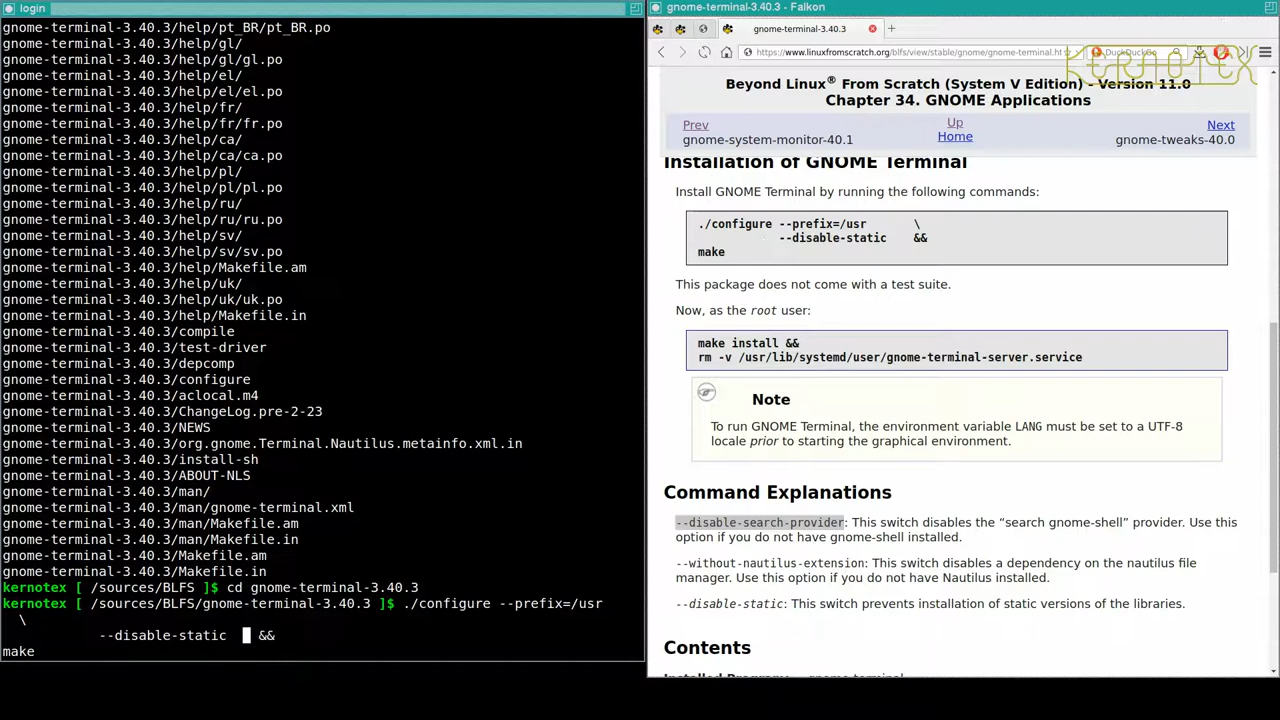 login
gnome-terminal-3.40.3/help/pt_BR/pt_BR.po
gnome-terminal-3.40.3/help/gl/
gnome-terminal-3.40.3/help/gl/gl.po
gnome-terminal-3.40.3/help/el/
gnome-terminal-3.40.3/help/el/el.po
gnome-terminal-3.40.3/help/fr/
gnome-terminal-3.40.3/help/fr/fr.po
gnome-terminal-3.40.3/help/ca/
gnome-terminal-3.40.3/help/ca/ca.po
gnome-terminal-3.40.3/help/pl/
gnome-terminal-3.40.3/help/pl/pl.po
gnome-terminal-3.40.3/help/ru/
gnome-terminal-3.40.3/help/ru/ru.po
gnome-terminal-3.40.3/help/sv/
gnome-terminal-3.40.3/help/sv/sv.po
gnome-terminal-3.40.3/help/Makefile.am
gnome-terminal-3.40.3/help/uk/
gnome-terminal-3.40.3/help/uk/uk.po
gnome-terminal-3.40.3/help/Makefile.in
gnome-terminal-3.40.3/compile
gnome-terminal-3.40.3/test-driver
gnome-terminal-3.40.3/depcomp
gnome-terminal-3.40.3/configure
gnome-terminal-3.40.3/aclocal.m4
gnome-terminal-3.40.3/ChangeLog.pre-2-23
gnome-terminal-3.40.3/NEWS
gnome-terminal-3.40.3/org.gnome.Terminal.Nautilus.metainfo.xml.in
gnome-terminal-3.40.3/install-sh
gnome-terminal-3.40.3/ABOUT-NLS
gnome-terminal-3.40.3/man/
gnome-terminal-3.40.3/man/gnome-terminal.xml
gnome-terminal-3.40.3/man/Makefile.am
gnome-terminal-3.40.3/man/Makefile.in
gnome-terminal-3.40.3/Makefile.am
gnome-terminal-3.40.3/Makefile.in
kernotex [ /sources/BLFS ]$ cd gnome-terminal-3.40.3
kernotex [ /sources/BLFS/gnome-terminal-3.40.3 ]$ ./configure --prefix=/usr
\
--disable-static && 
make
gnome-terminal-3.40.3 - Falkon
gnome-terminal-3.40.3
https://www.linuxfromscratch.org/blfs/view/stable/gnome/gnome-terminal.ht
DuckDuckGo
KERNOTEX
Beyond Linux® From Scratch (System V Edition) - Version 11.0
Chapter 34. GNOME Applications
Prev Up Next
gnome-system-monitor-40.1 Home gnome-tweaks-40.0
Installation of GNOME Terminal
Install GNOME Terminal by running the following commands:
./configure --prefix=/usr \
--disable-static &&
make
This package does not come with a test suite.
Now, as the root user:
make install &&
rm -v /usr/lib/systemd/user/gnome-terminal-server.service
Note
To run GNOME Terminal, the environment variable LANG must be set to a UTF-8
locale prior to starting the graphical environment.
Command Explanations
--disable-search-provider: This switch disables the “search gnome-shell” provider. Use this
option if you do not have gnome-shell installed.
--without-nautilus-extension: This switch disables a dependency on the nautilus file
manager. Use this option if you do not have Nautilus installed.
--disable-static: This switch prevents installation of static versions of the libraries.
Contents